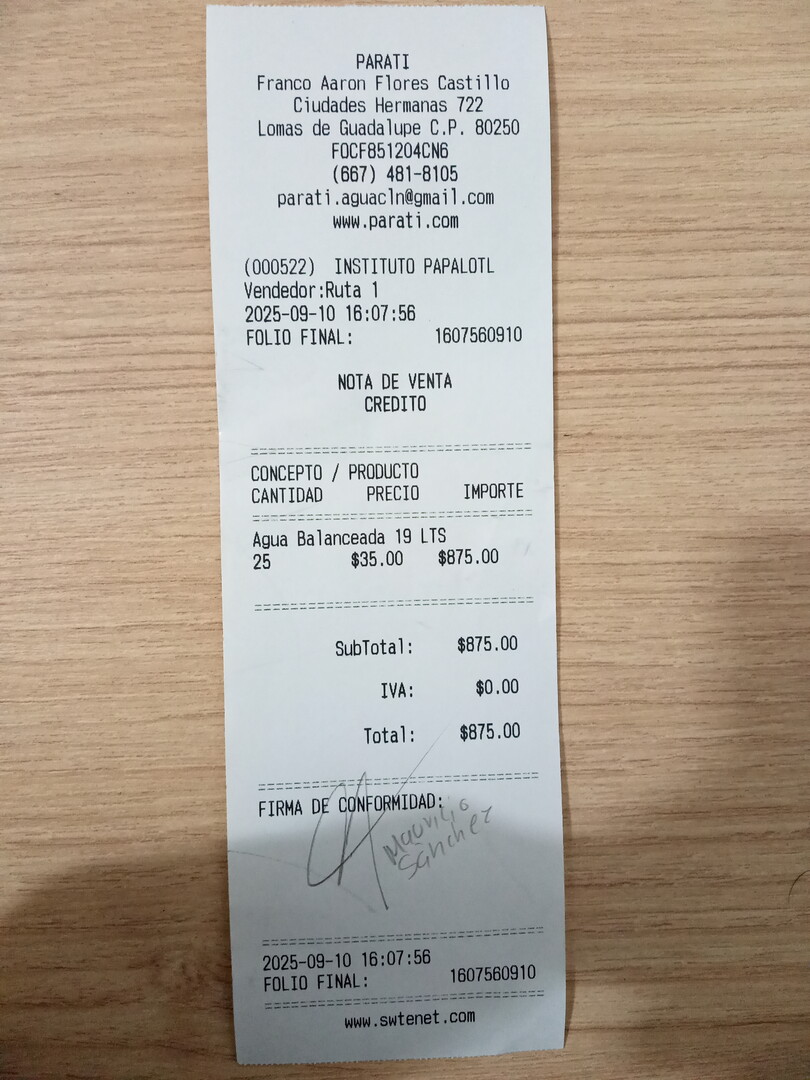 PARATI
Franco Aaron Flores Castillo
Ciudades Hermanas 722
Lomas de Guadalupe C.P. 80250
FOCF851204CN6
(667) 481-8105
parati.aguacln@gmail.com
www.parati.com
(000522) INSTITUTO PAPALOTL
Vendedor:Ruta 1
2025-09-10 16:07:56
FOLIO FINAL: 1607560910
NOTA DE VENTA
CREDITO
CONCEPTO / PRODUCTO
CANTIDAD PRECIO IMPORTE
Agua Balanceada 19 LTS
25 $35.00 $875.00
SubTotal: $875.00
IVA: $0.00
Total: $875.00
FIRMA DE CONFORMIDAD:
Mauricio
Sánchez
2025-09-10 16:07:56
FOLIO FINAL: 1607560910
www.swtenet.com